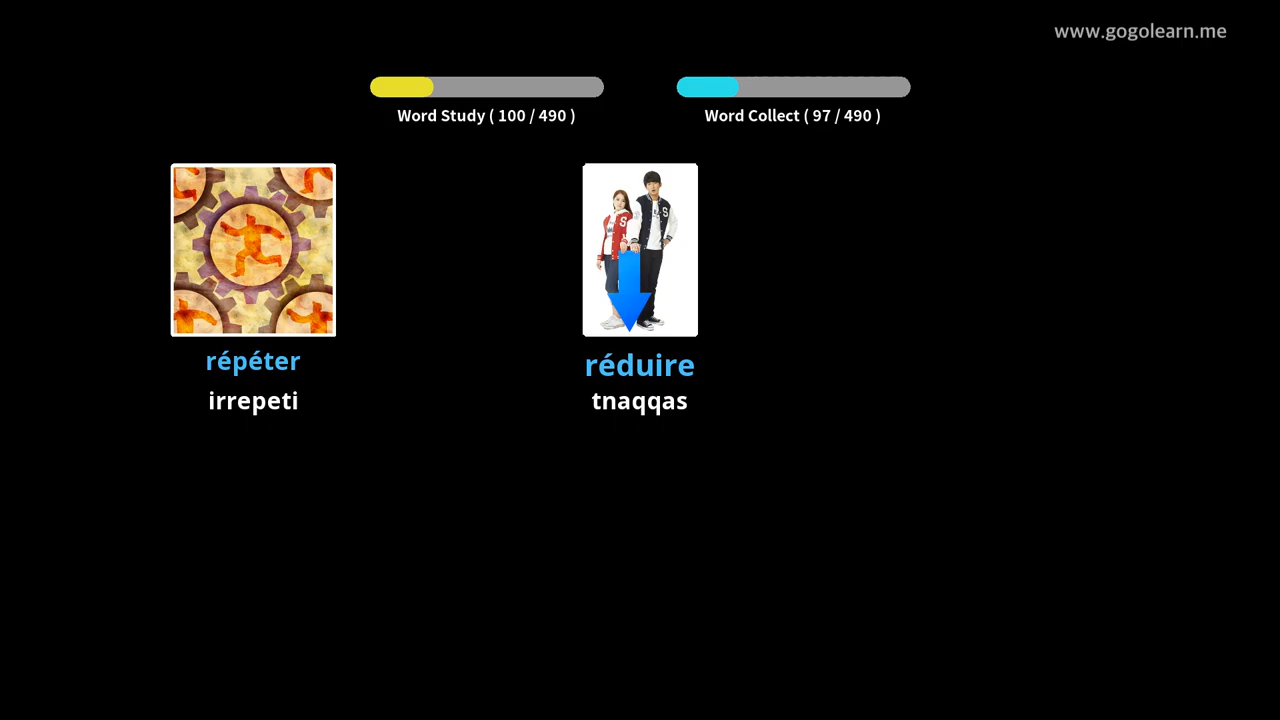 www.gogolearn.me
Word Study ( 100 / 490 )
Word Collect ( 97 / 490 )
S
S
répéter
réduire
irrepeti
tnaqqas